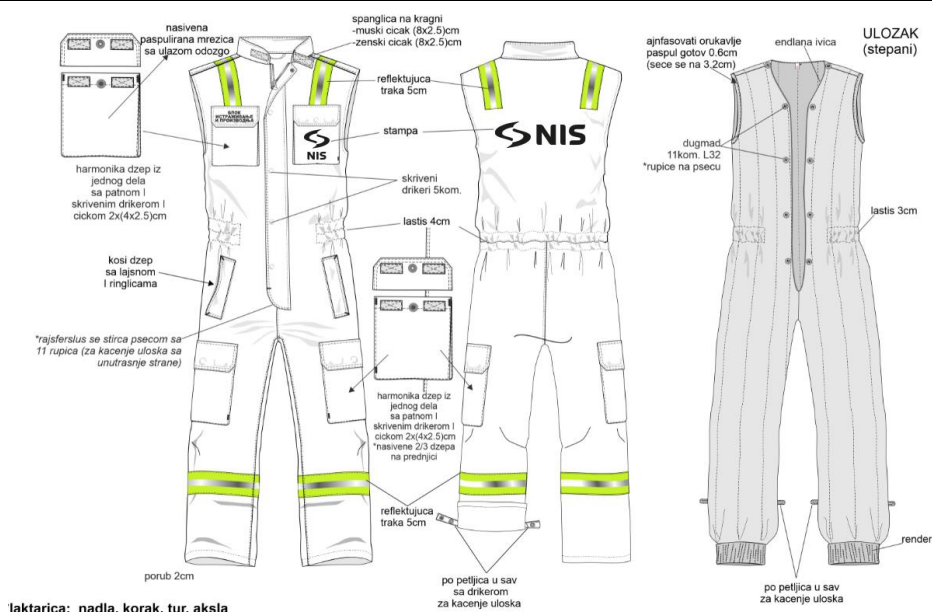 nasivena
paspulirana mrezica
sa ulazom odozgo
spanglica na kragni
-muski cicak (8x2.5)cm
-zenski cicak (8x2.5)cm
reflektujuca
traka 5cm
БЛОК
ИСТРАЖИВАЊЕ
И ПРОИЗВОДЊА
NIS
stampa
NIS
harmonika dzep iz
jednog dela
sa patnom I
skrivenim drikerom I
cickom 2x(4x2.5)cm
skriveni
drikeri 5kom.
lastis 4cm
kosi dzep
sa lajsnom
I ringlicama
*rajsferslus se stirca psecom sa
11 rupica (za kacenje uloska sa
unutrasnje strane)
harmonika dzep iz
jednog dela
sa patnom I
skrivenim drikerom I
cickom 2x(4x2.5)cm
*nasivene 2/3 dzepa
na prednjici
reflektujuca
traka 5cm
porub 2cm
po petljica u sav
sa drikerom
za kacenje uloska
ajnfasovati orukavlje
paspul gotov 0.6cm
(sece se na 3.2cm)
endlana ivica
ULOZAK
(stepani)
dugmad
11kom. L32
*rupice na psecu
lastis 3cm
render
po petljica u sav
za kacenje uloska
laktarica: nadla, korak, tur, aksla